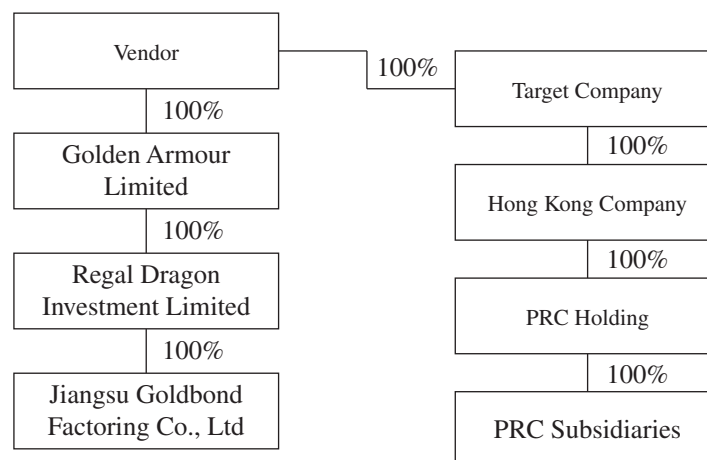 Vendor
100%
Target Company
100%
Golden Armour
Limited
100%
Hong Kong Company
100%
Regal Dragon
Investment Limited
100%
PRC Holding
100%
Jiangsu Goldbond
Factoring Co., Ltd
100%
PRC Subsidiaries